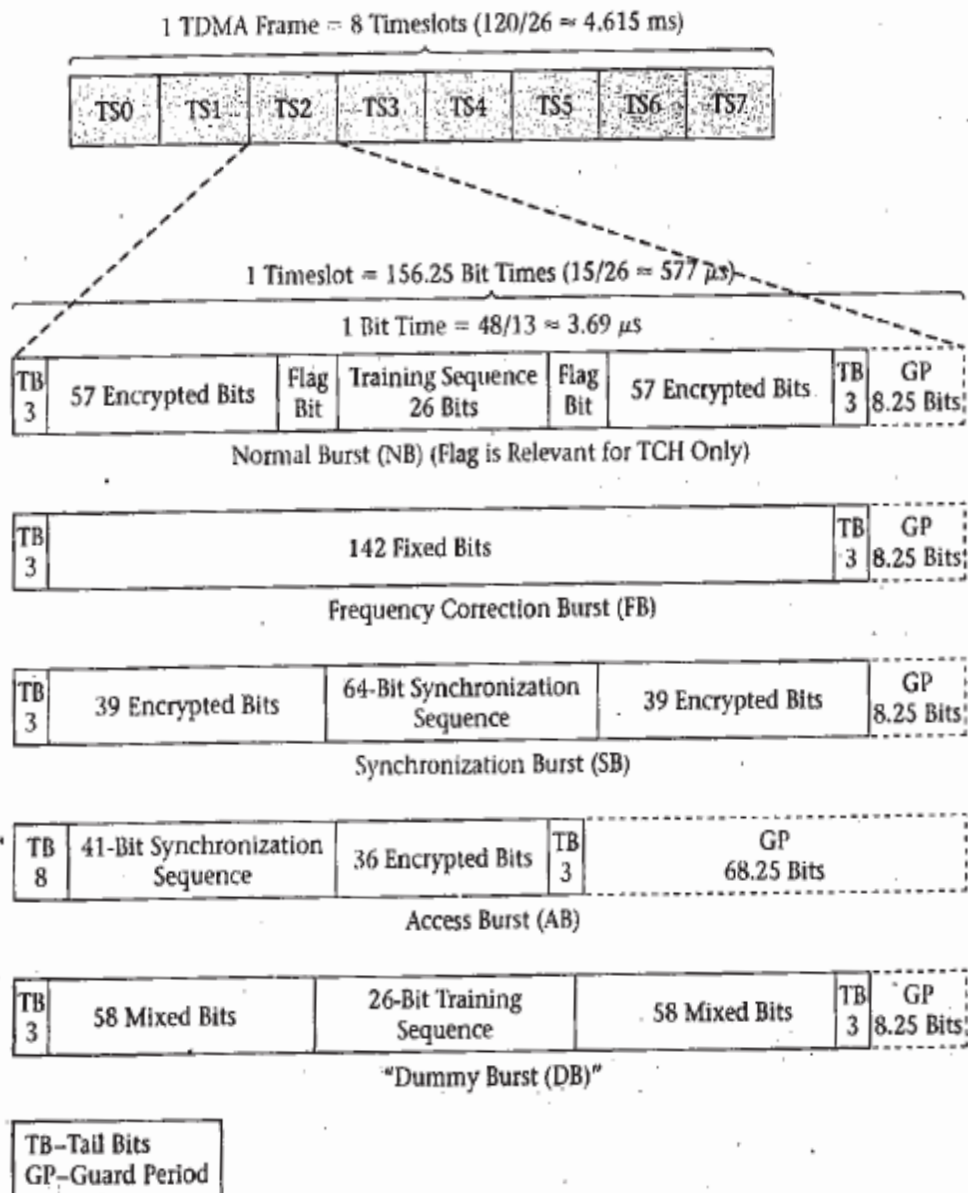 1 TDMA Frame = 8 Timeslots (120/26 ≈ 4.615 ms)
TS0 TS1 TS2 TS3 TS4 TS5 TS6 TS7
1 Timeslot = 156.25 Bit Times (15/26 ≈ 577 μs)
1 Bit Time = 48/13 ≈ 3.69 μs
TB 3
57 Encrypted Bits
Flag Bit
Training Sequence 26 Bits
Flag Bit
57 Encrypted Bits
TB 3
GP 8.25 Bits
Normal Burst (NB) (Flag is Relevant for TCH Only)
TB 3
142 Fixed Bits
TB 3
GP 8.25 Bits
Frequency Correction Burst (FB)
TB 3
39 Encrypted Bits
64-Bit Synchronization Sequence
39 Encrypted Bits
GP 8.25 Bits
Synchronization Burst (SB)
TB 8
41-Bit Synchronization Sequence
36 Encrypted Bits
TB 3
GP 68.25 Bits
Access Burst (AB)
TB 3
58 Mixed Bits
26-Bit Training Sequence
58 Mixed Bits
TB 3
GP 8.25 Bits
"Dummy Burst (DB)"
TB–Tail Bits
GP–Guard Period